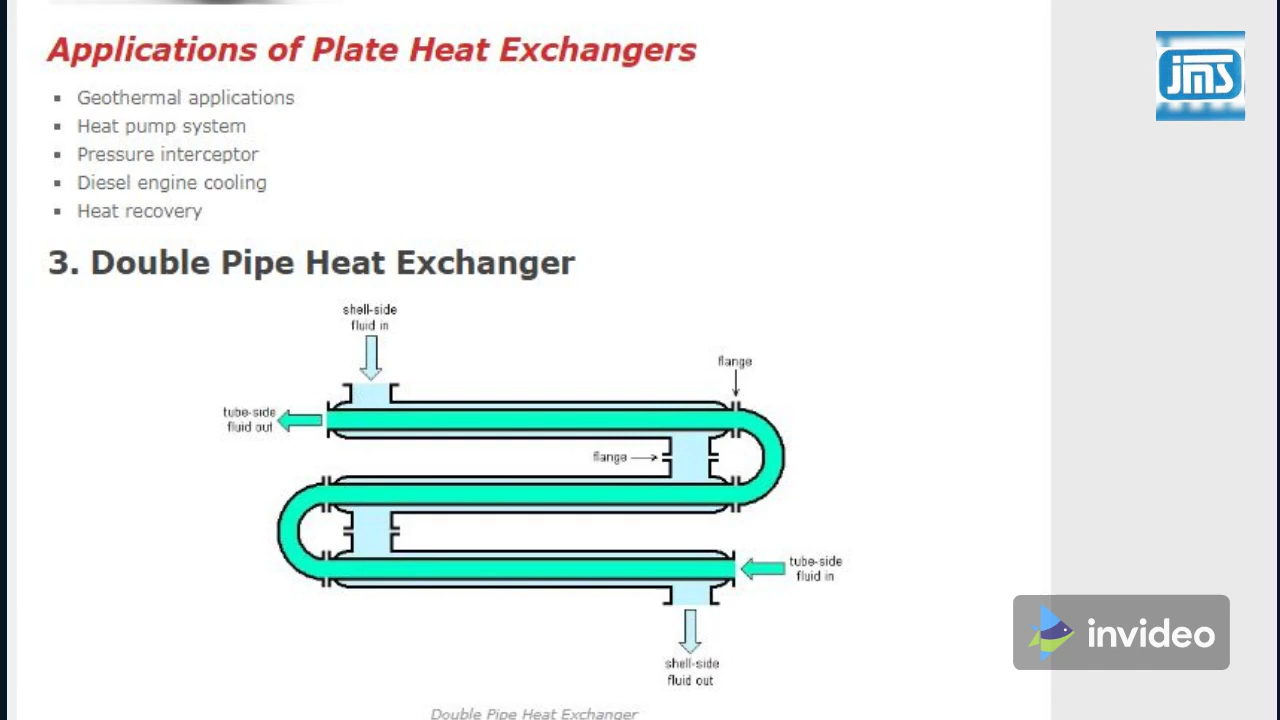 Applications of Plate Heat Exchangers
jms
▪ Geothermal applications
▪ Heat pump system
▪ Pressure interceptor
▪ Diesel engine cooling
▪ Heat recovery
3. Double Pipe Heat Exchanger
shell-side
fluid in
flange
tube-side
fluid out
flange
tube-side
fluid in
invideo
shell-side
fluid out
Double Pipe Heat Exchanger